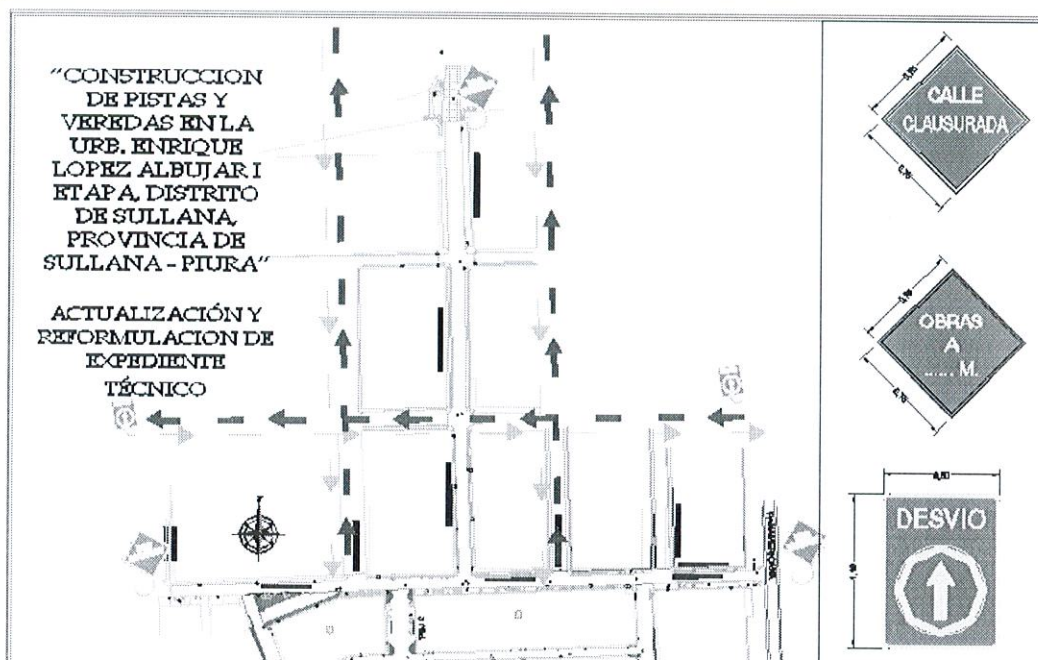 "CONSTRUCCION
DE PISTAS Y
VEREDAS EN LA
URB. ENRIQUE
LOPEZ ALBUJAR I
ETAPA, DISTRITO
DE SULLANA,
PROVINCIA DE
SULLANA - PIURA"
ACTUALIZACIÓN Y
REFORMULACION DE
EXPEDIENTE
TÉCNICO
CALLE
CLAUSURADA
OBRAS
A
...... M.
DESVIO